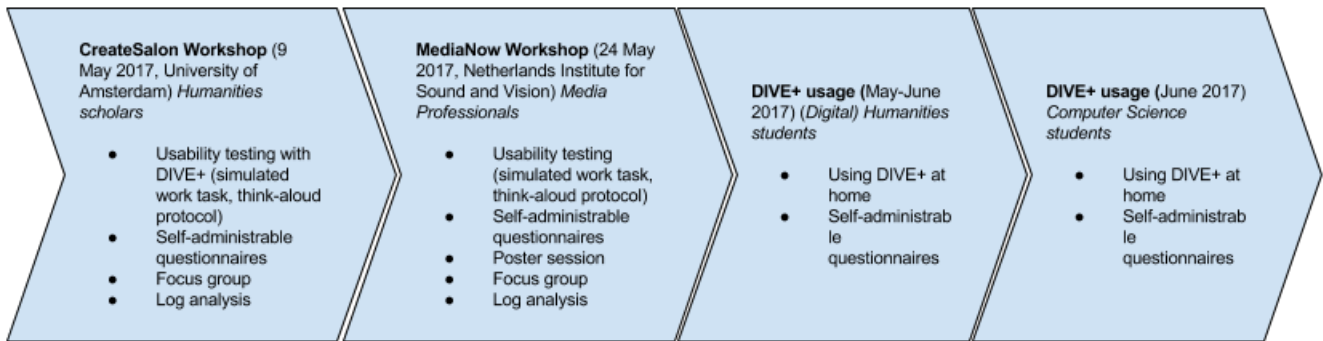 CreateSalon Workshop (9
May 2017, University of
Amsterdam) Humanities
scholars
● Usability testing with
DIVE+ (simulated
work task, think-aloud
protocol)
● Self-administrable
questionnaires
● Focus group
● Log analysis
MediaNow Workshop (24 May
2017, Netherlands Institute for
Sound and Vision) Media
Professionals
● Usability testing
(simulated work task,
think-aloud protocol)
● Self-administrable
questionnaires
● Poster session
● Focus group
● Log analysis
DIVE+ usage (May-June
2017) (Digital) Humanities
students
● Using DIVE+ at
home
● Self-administrab
le
questionnaires
DIVE+ usage (June 2017)
Computer Science
students
● Using DIVE+ at
home
● Self-administrab
le
questionnaires